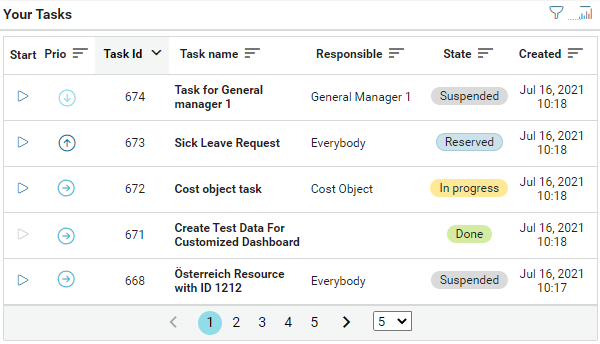 Your Tasks
Start Prio Task Id Task name Responsible State Created
Task for General Jul 16, 2021
674 General Manager 1 Suspended
manager 1 10:18
Jul 16, 2021
673 Sick Leave Request Everybody Reserved
10:18
Jul 16, 2021
672 Cost object task Cost Object In progress
10:18
Create Test Data For Jul 16, 2021
671 Done
Customized Dashboard 10:18
Österreich Resource Jul 16, 2021
668 Everybody Suspended
with ID 1212 10:17
1 2 3 4 5 5